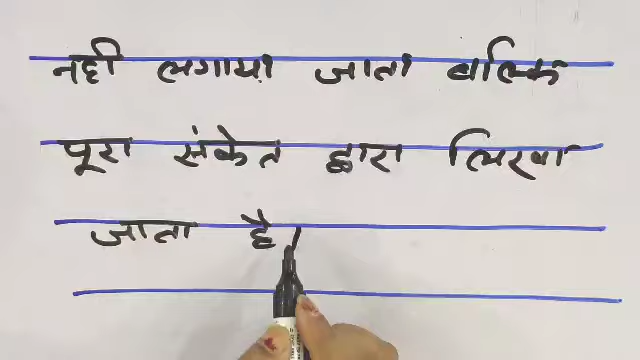 नही लगाया जाता बल्कि
पूरा संकेत द्वारा लिखा
जाता है।